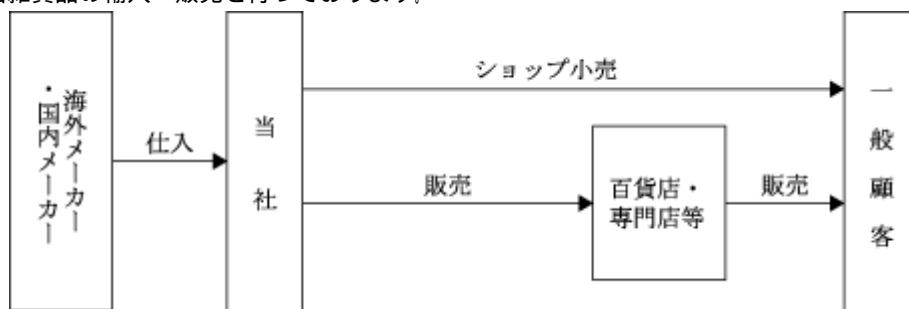 ショップ小売
海外メーカー
・国内メーカー
仕入
当社
販売
百貨店・
専門店等
販売
一般顧客